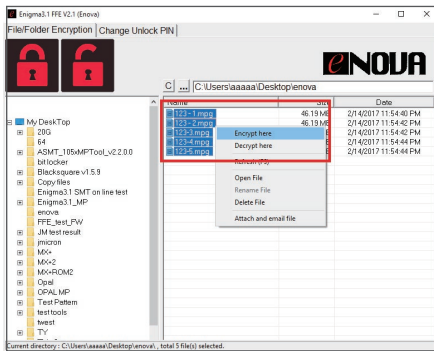 Enigma3.1 FFE V2.1 (Enova)
File/Folder Encryption Change Unlock PIN
eNOVA
C ... C:\Users\aaaaa\Desktop\enova
Name Size Date
123-1.mpg 46.19 MB 2/14/2017 11:54:40 PM
123-2.mpg 46.19 MB 2/14/2017 11:54:42 PM
123-3.mpg 2/14/2017 11:54:42 PM
123-4.mpg 2/14/2017 11:54:44 PM
123-5.mpg 2/14/2017 11:54:44 PM
Encrypt here
Decrypt here
Refresh (F5)
Open File
Rename File
Delete File
Attach and email file
My DeskTop
20G
64
ASMT_105xMPTool_v2.2.0.0
bitlocker
Blacksquare v1.5.9
Copy files
Enigma3.1 SMT on line test
Enigma3.1_MP
enova
FFE_test_FW
JM test result
jmicron
MX+
MX+2
MX+ROM2
Opal
OPAL MP
Test Pattern
test tools
twest
TY
Current directory : C:\Users\aaaaa\Desktop\enova\ , total 5 file(s) selected.